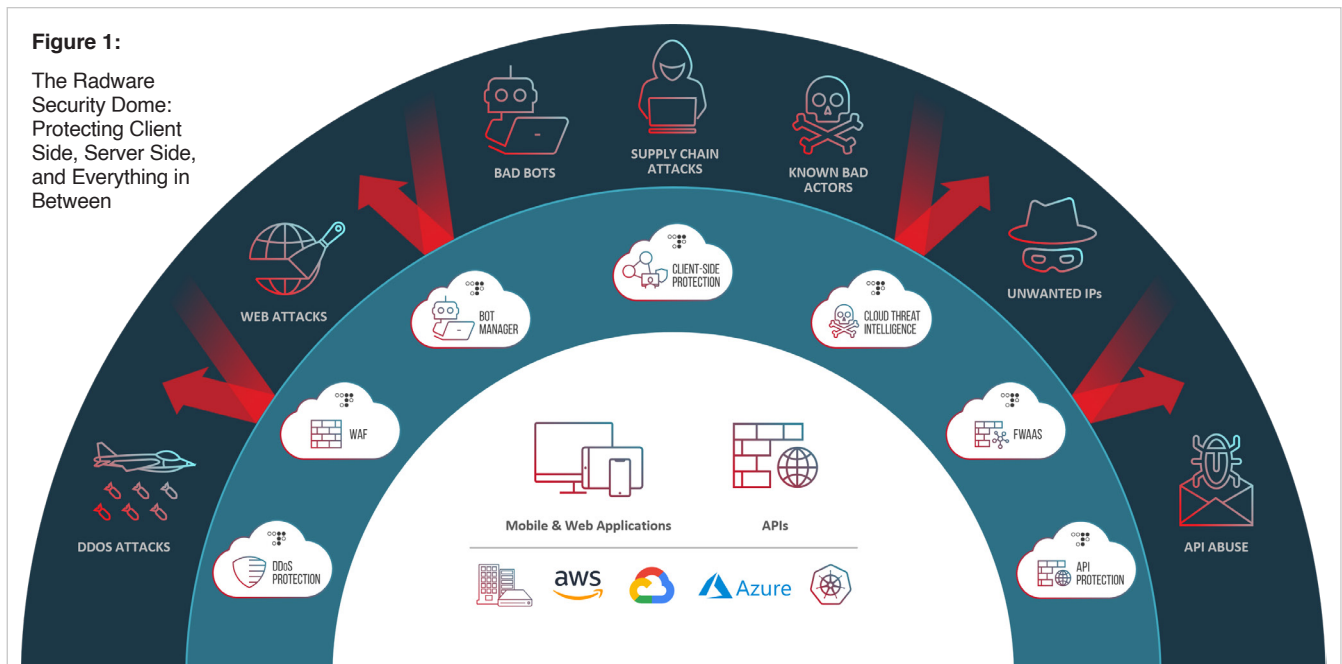 Figure 1:
The Radware
Security Dome:
Protecting Client
Side, Server Side,
and Everything in
Between
DDOS ATTACKS
WEB ATTACKS
BAD BOTS
SUPPLY CHAIN
ATTACKS
KNOWN BAD
ACTORS
UNWANTED IPs
API ABUSE
DDoS
PROTECTION
WAF
BOT
MANAGER
CLIENT-SIDE
PROTECTION
CLOUD THREAT
INTELLIGENCE
FWAAS
API
PROTECTION
Mobile & Web Applications
APIs
aws
Azure